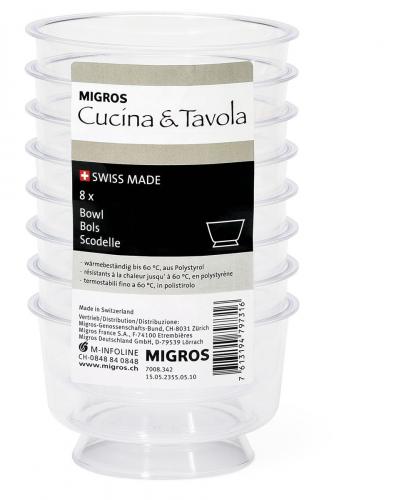 MIGROS
Cucina & Tavola
SWISS MADE
8 x
Bowl
Bols
Scodelle
- wärmebeständig bis 60 °C, aus Polystyrol
- résistants à la chaleur jusqu' à 60 °C, en polystyrène
- termostabili fino a 60 °C, in polistirolo
Made in Switzerland
Vertrieb/Distribution/Distribuzione:
Migros-Genossenschafts-Bund, CH-8031 Zürich
Migros France S.A., F-74100 Etrembières
Migros Deutschland GmbH, D-79539 Lörrach
M-INFOLINE
CH-0848 84 0848
www.migros.ch
MIGROS
7008.342
15.05.2355.05.10
7613194797316